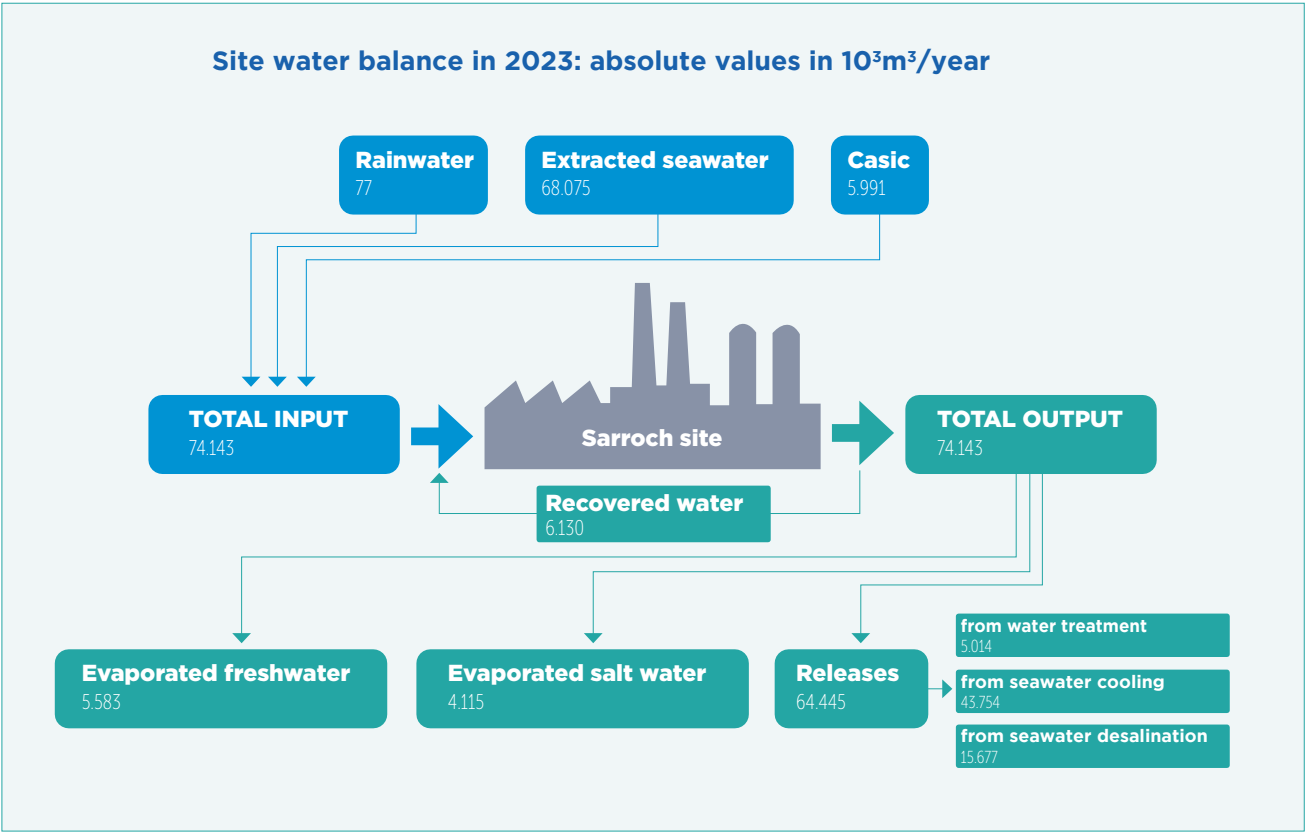 Site water balance in 2023: absolute values in 10³m³/year
Rainwater
77
Extracted seawater
68.075
Casic
5.991
TOTAL INPUT
74.143
Sarroch site
TOTAL OUTPUT
74.143
Recovered water
6.130
Evaporated freshwater
5.583
Evaporated salt water
4.115
Releases
64.445
from water treatment
5.014
from seawater cooling
43.754
from seawater desalination
15.677